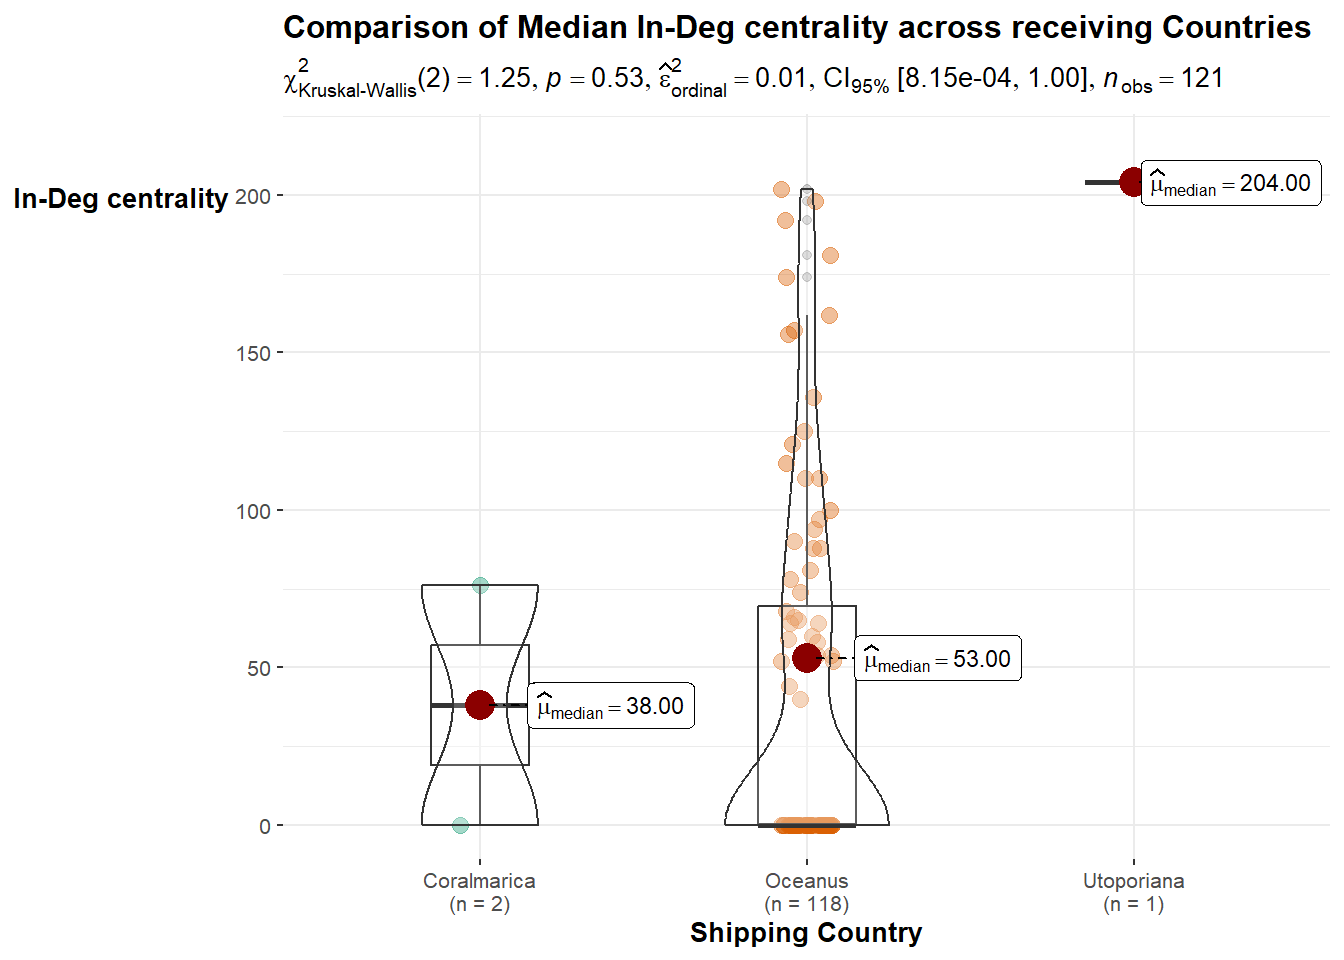 Comparison of Median In-Deg centrality across receiving Countries
χ²Kruskal-Wallis(2) = 1.25, p = 0.53, ε̂²ordinal = 0.01, CI95% [8.15e-04, 1.00], nobs = 121
In-Deg centrality
200
150
100
50
0
μ̂median = 204.00
μ̂median = 53.00
μ̂median = 38.00
Coralmarica
(n = 2)
Oceanus
(n = 118)
Utoporiana
(n = 1)
Shipping Country